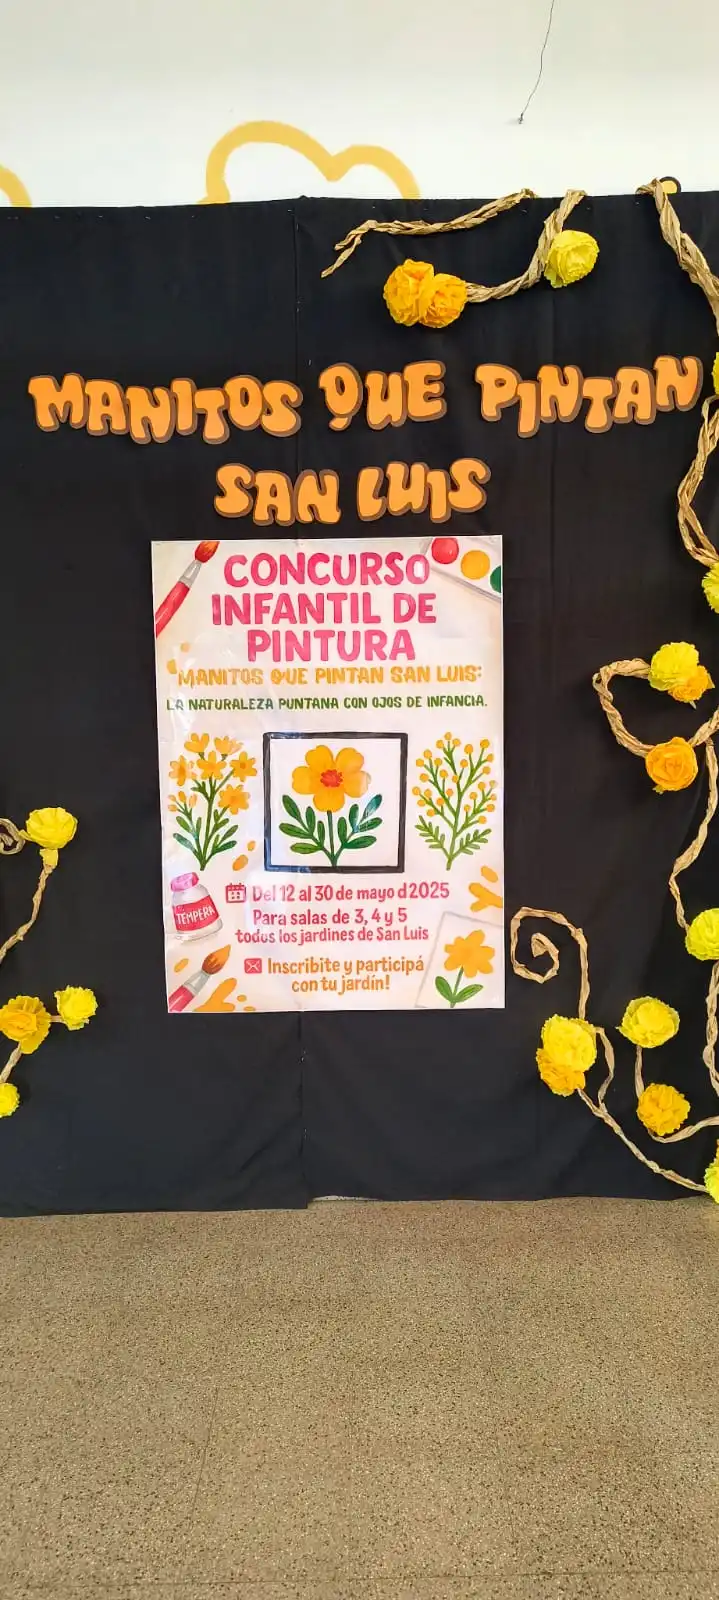 MANITOS QUE PINTAN
SAN LUIS
CONCURSO
INFANTIL DE
PINTURA
MANITOS QUE PINTAN SAN LUIS:
LA NATURALEZA PUNTANA CON OJOS DE INFANCIA.
Del 12 al 30 de mayo d2025
Para salas de 3, 4 y 5
todos los jardines de San Luis
TEMPERA
Inscribite y participá
con tu jardín!